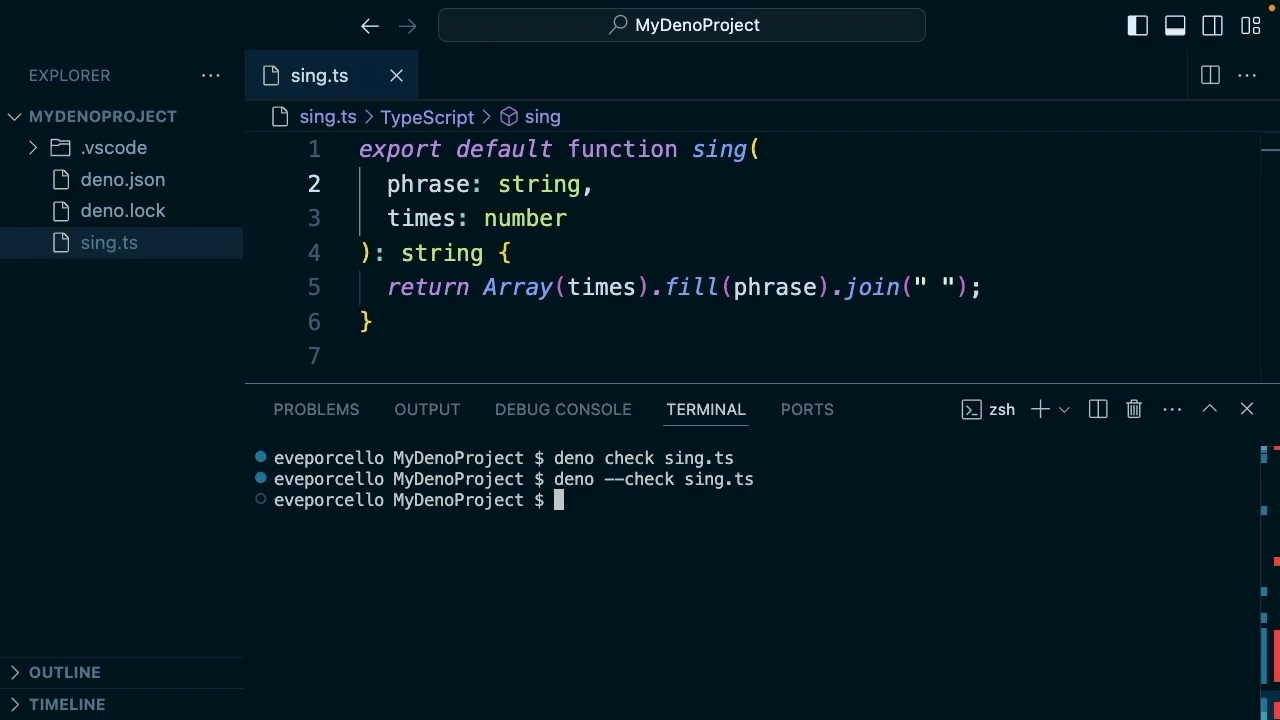 MyDenoProject
EXPLORER
sing.ts
MYDENOPROJECT
.vscode
deno.json
deno.lock
sing.ts
sing.ts > TypeScript > sing
1 export default function sing(
2 phrase: string,
3 times: number
4 ): string {
5 return Array(times).fill(phrase).join(" ");
6 }
7
PROBLEMS OUTPUT DEBUG CONSOLE TERMINAL PORTS zsh
eveporcello MyDenoProject $ deno check sing.ts
eveporcello MyDenoProject $ deno --check sing.ts
eveporcello MyDenoProject $
OUTLINE
TIMELINE